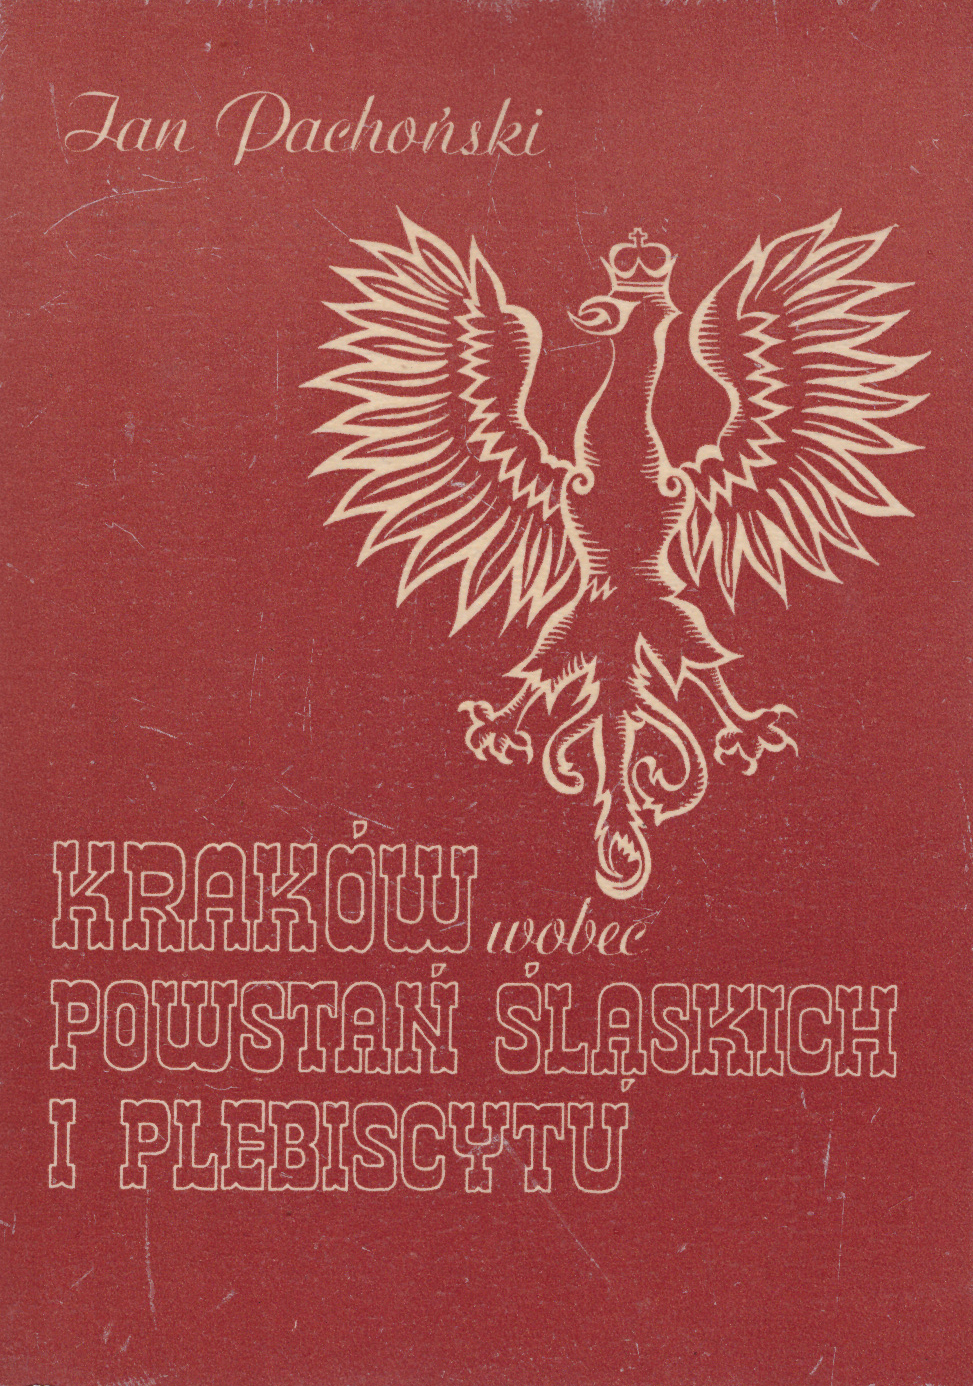 Jan Pachoński
KRAKÓW wobec
POWSTAŃ ŚLĄSKICH
I PLEBISCYTU